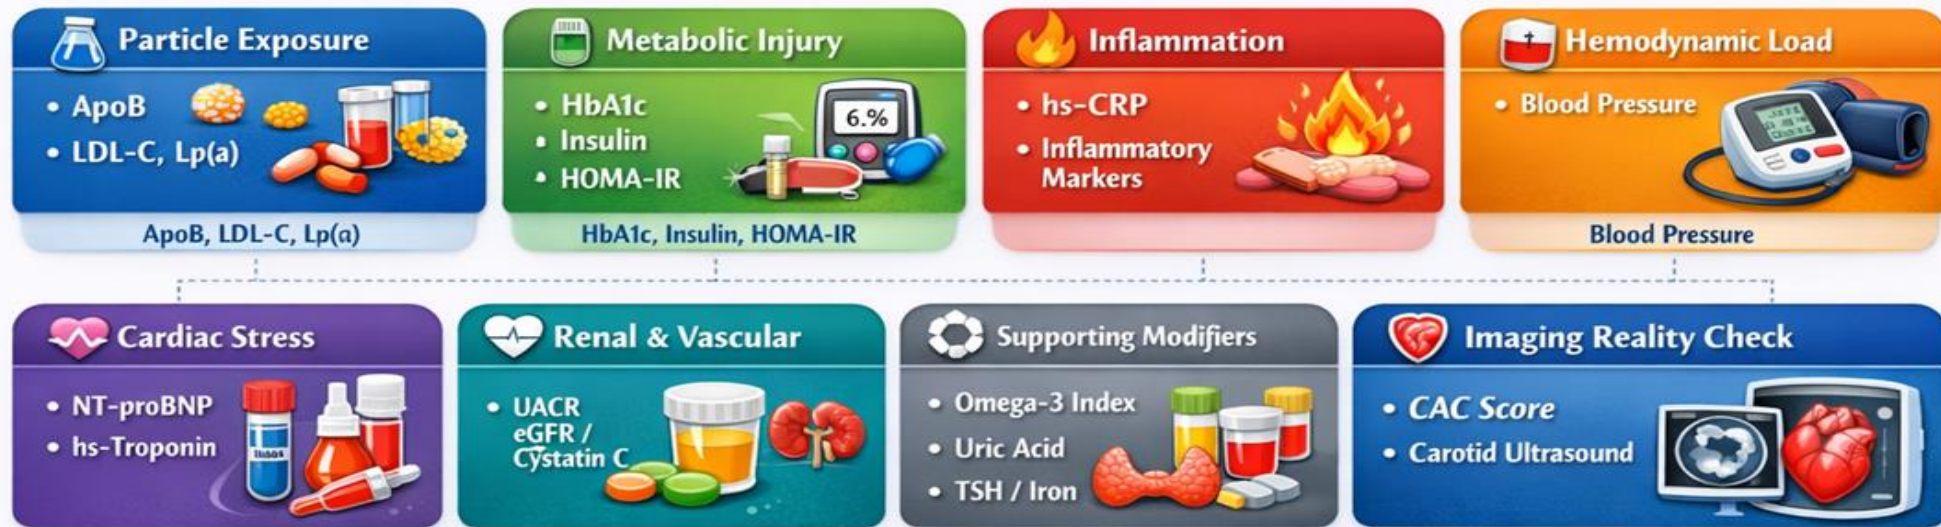 Particle Exposure
• ApoB
• LDL-C, Lp(a)
ApoB, LDL-C, Lp(a)
Metabolic Injury
• HbA1c
• Insulin
• HOMA-IR
6.%
HbA1c, Insulin, HOMA-IR
Inflammation
• hs-CRP
• Inflammatory
Markers
Hemodynamic Load
• Blood Pressure
Blood Pressure
Cardiac Stress
• NT-proBNP
• hs-Troponin
Renal & Vascular
• UACR
eGFR /
Cystatin C
Supporting Modifiers
• Omega-3 Index
• Uric Acid
• TSH / Iron
Imaging Reality Check
• CAC Score
• Carotid Ultrasound